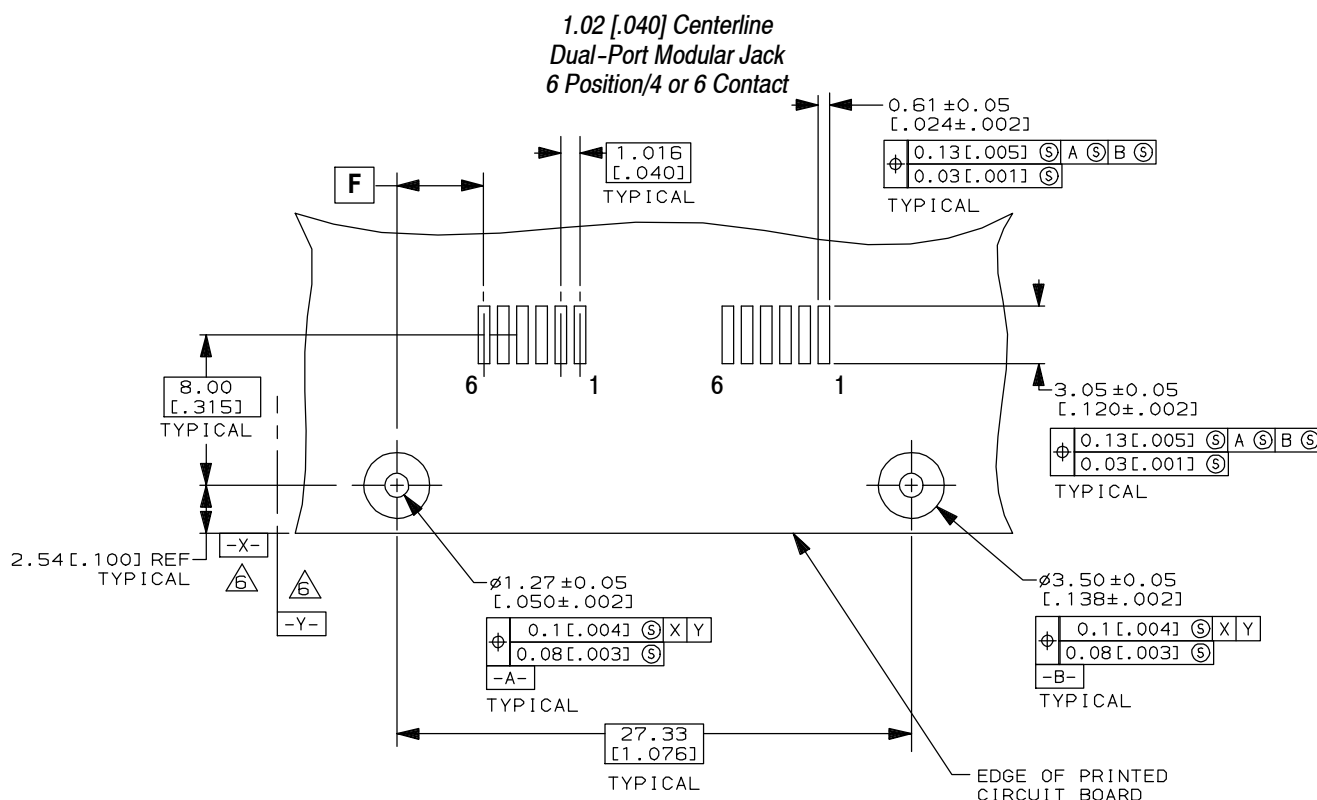 1.02 [.040] Centerline
Dual-Port Modular Jack
6 Position/4 or 6 Contact
0.61±0.05
[.024±.002]
⌖ 0.13[.005] Ⓢ A Ⓢ B Ⓢ
0.03[.001] Ⓢ
TYPICAL
1.016
[.040]
TYPICAL
F
6 1 6 1
8.00
[.315]
TYPICAL
3.05±0.05
[.120±.002]
⌖ 0.13[.005] Ⓢ A Ⓢ B Ⓢ
0.03[.001] Ⓢ
TYPICAL
2.54[.100] REF
TYPICAL
-X-
6
6
-Y-
ø1.27±0.05
[.050±.002]
⌖ 0.1[.004] Ⓢ X Y
0.08[.003] Ⓢ
-A-
TYPICAL
ø3.50±0.05
[.138±.002]
⌖ 0.1[.004] Ⓢ X Y
0.08[.003] Ⓢ
-B-
TYPICAL
27.33
[1.076]
TYPICAL
EDGE OF PRINTED
CIRCUIT BOARD